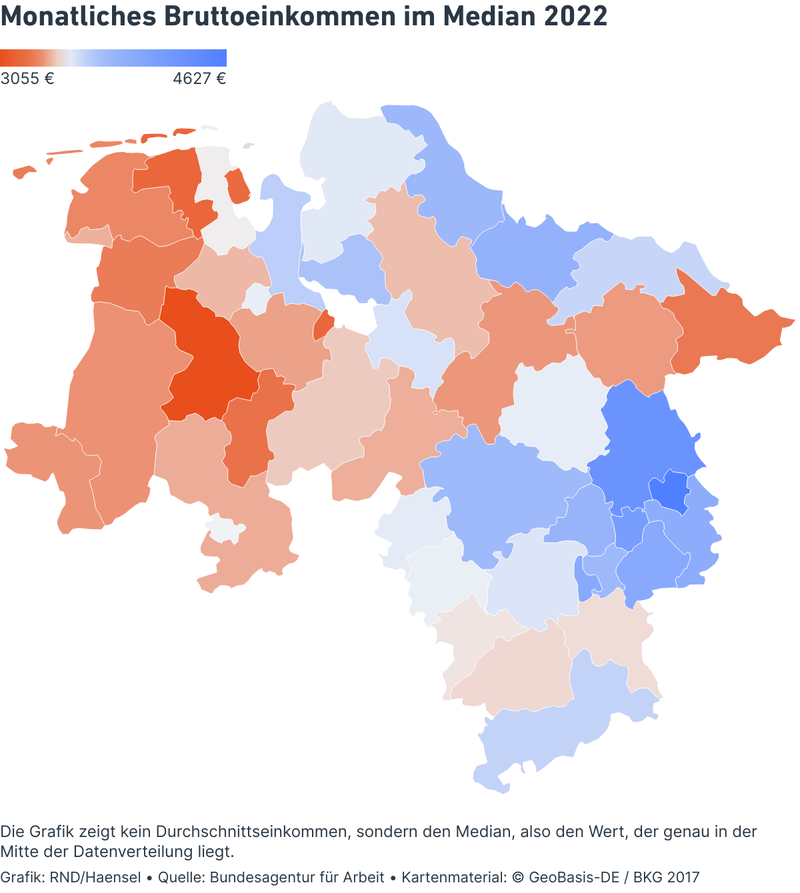 Monatliches Bruttoeinkommen im Median 2022
3055 € 4627 €
Die Grafik zeigt kein Durchschnittseinkommen, sondern den Median, also den Wert, der genau in der
Mitte der Datenverteilung liegt.
Grafik: RND/Haensel • Quelle: Bundesagentur für Arbeit • Kartenmaterial: © GeoBasis-DE / BKG 2017